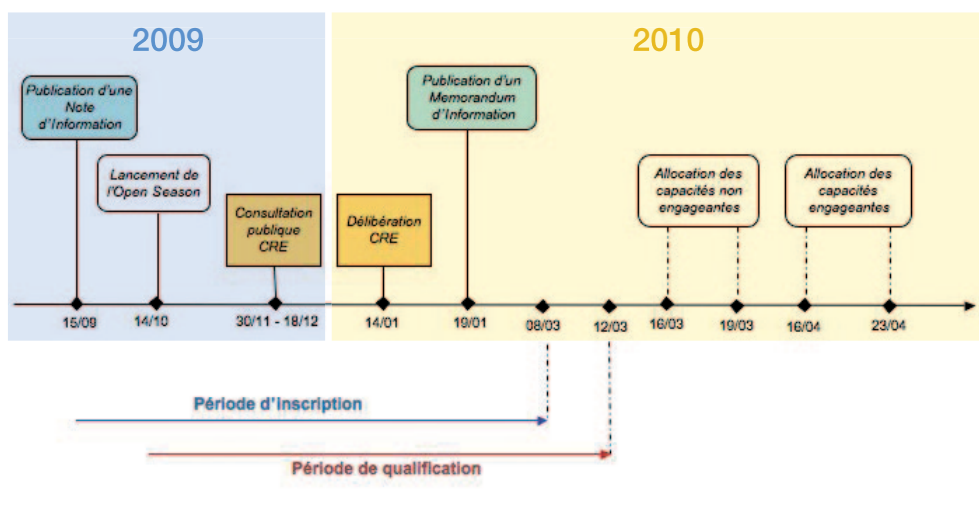 2009
2010
Publication d'une
Note
d'Information
Lancement de
l'Open Season
Consultation
publique
CRE
Délibération
CRE
Publication d'un
Memorandum
d'Information
Allocation des
capacités non
engageantes
Allocation des
capacités
engageantes
15/09
14/10
30/11 - 18/12
14/01
19/01
08/03
12/03
16/03
19/03
16/04
23/04
Période d'inscription
Période de qualification